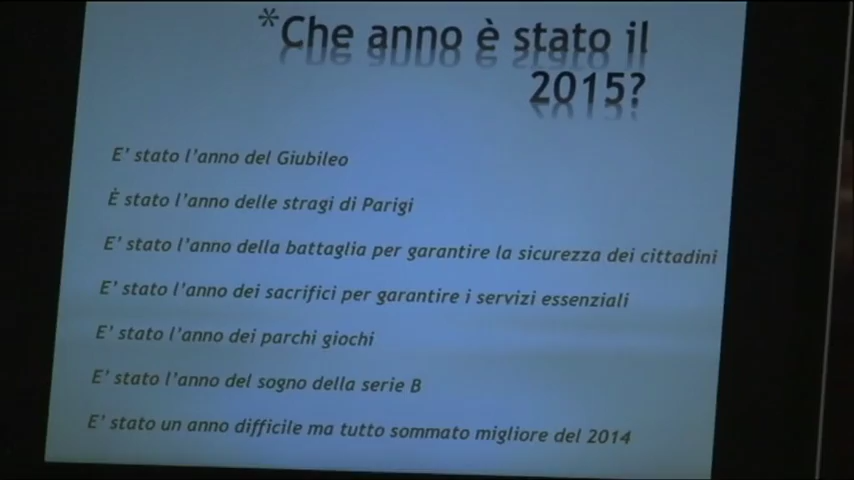 *Che anno è stato il
2015?
E' stato l'anno del Giubileo
È stato l'anno delle stragi di Parigi
E' stato l'anno della battaglia per garantire la sicurezza dei cittadini
E' stato l'anno dei sacrifici per garantire i servizi essenziali
E' stato l'anno dei parchi giochi
E' stato l'anno del sogno della serie B
E' stato un anno difficile ma tutto sommato migliore del 2014